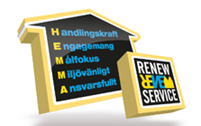 Handlingskraft
Engagemang
Målfokus
Miljövänligt
Ansvarsfullt
RENEW
SERVICE